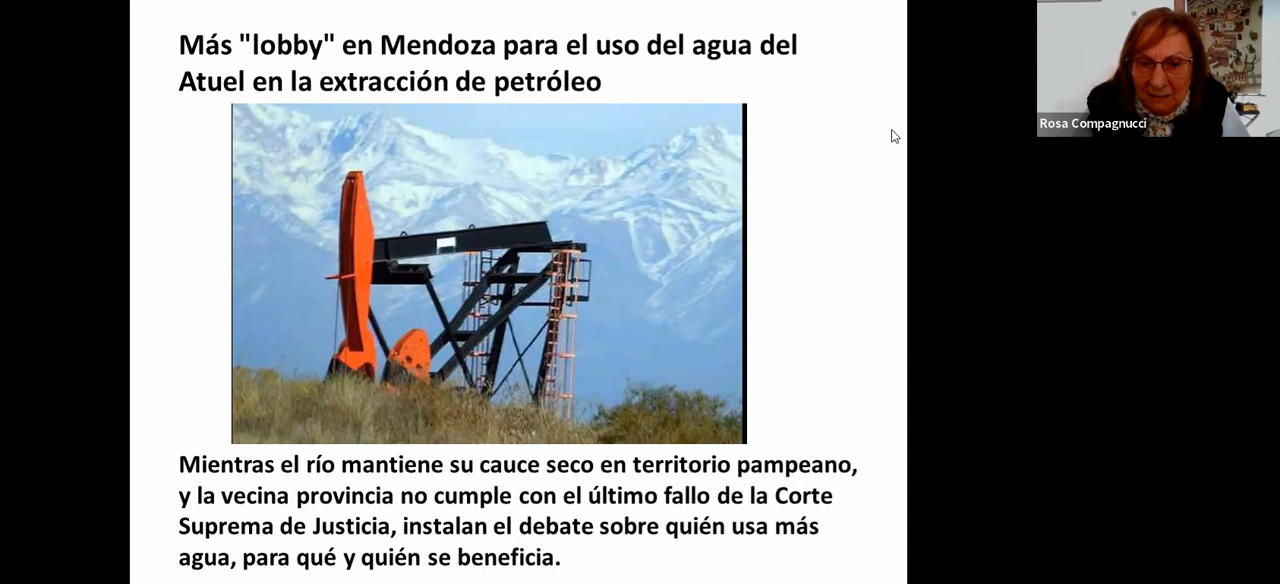 Más "lobby" en Mendoza para el uso del agua del
Atuel en la extracción de petróleo
Rosa Compagnucci
Mientras el río mantiene su cauce seco en territorio pampeano,
y la vecina provincia no cumple con el último fallo de la Corte
Suprema de Justicia, instalan el debate sobre quién usa más
agua, para qué y quién se beneficia.